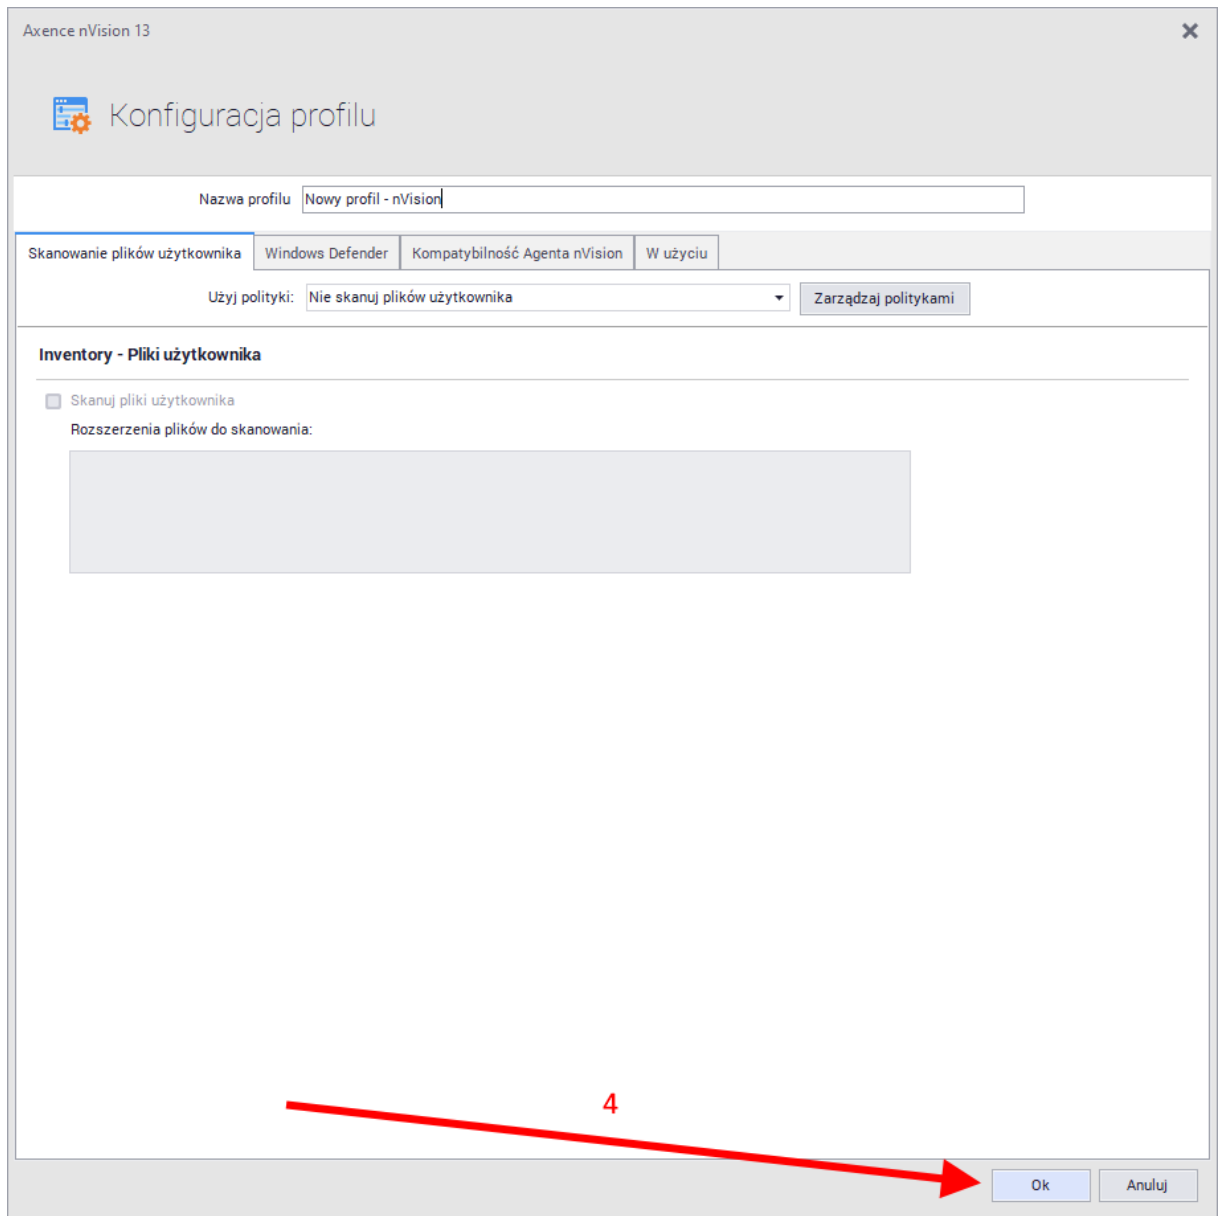 Axence nVision 13
Konfiguracja profilu
Nazwa profilu Nowy profil - nVision
Skanowanie plików użytkownika Windows Defender Kompatybilność Agenta nVision W użyciu
Użyj polityki: Nie skanuj plików użytkownika Zarządzaj politykami
Inventory - Pliki użytkownika
Skanuj pliki użytkownika
Rozszerzenia plików do skanowania:
4
Ok Anuluj